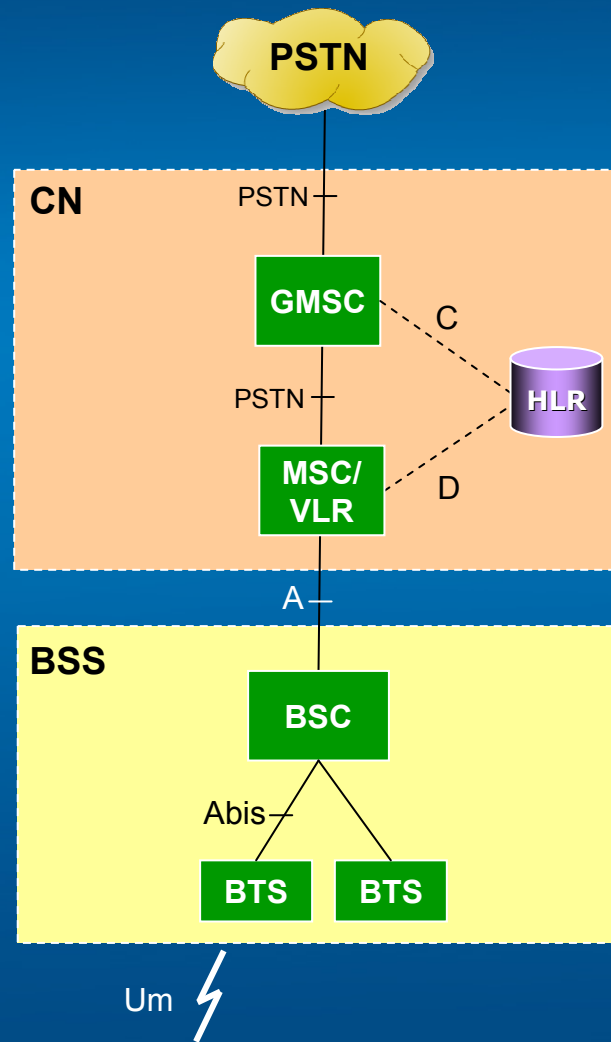 PSTN
CN
PSTN
GMSC
C
HLR
PSTN
MSC/
VLR
D
A
BSS
BSC
Abis
BTS
BTS
Um